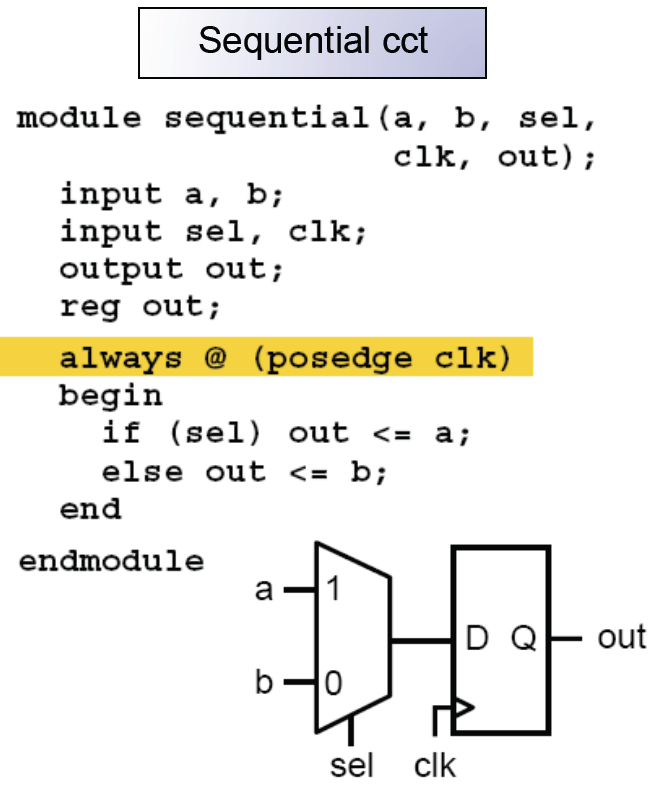 Sequential cct
module sequential(a, b, sel,
clk, out);
input a, b;
input sel, clk;
output out;
reg out;
always @ (posedge clk)
begin
if (sel) out <= a;
else out <= b;
end
endmodule
a
1
D Q
out
b
0
sel
clk